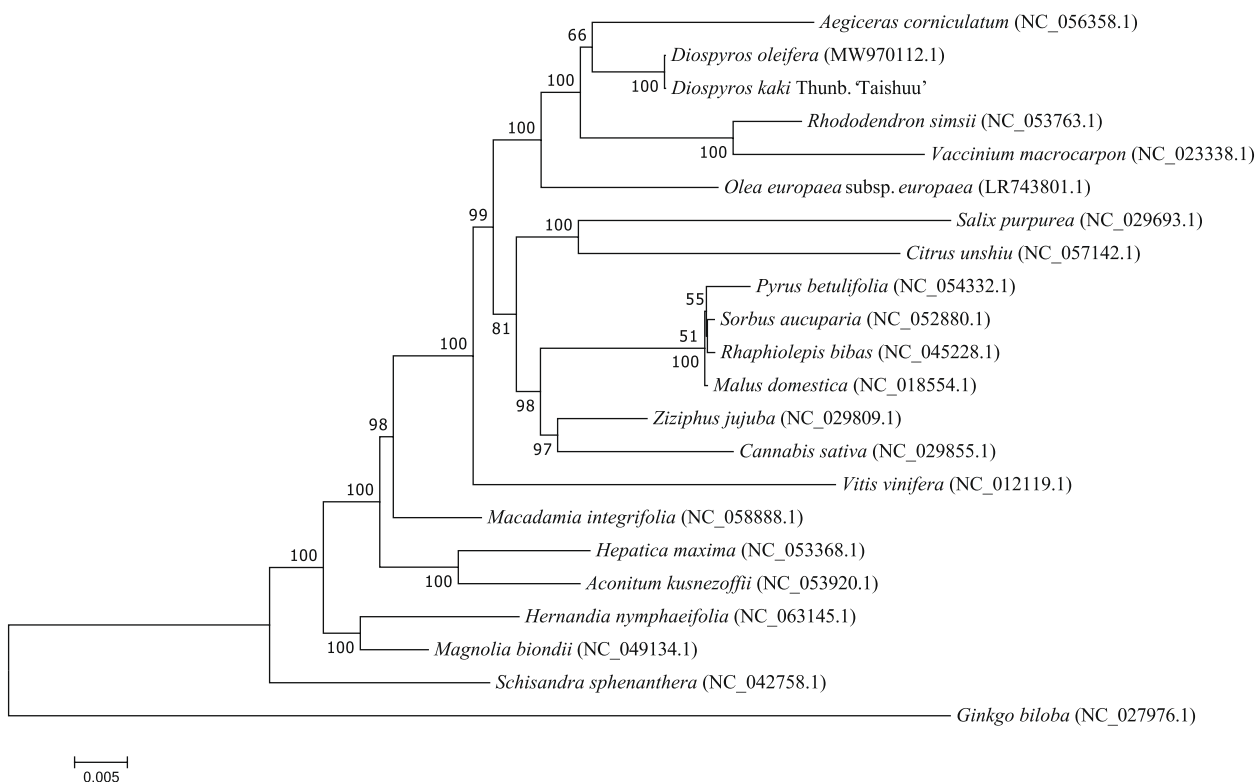 Aegiceras corniculatum (NC_056358.1)
66
Diospyros oleifera (MW970112.1)
100
100
Diospyros kaki Thunb. ‘Taishuu’
Rhododendron simsii (NC_053763.1)
100
100
Vaccinium macrocarpon (NC_023338.1)
Olea europaea subsp. europaea (LR743801.1)
99
Salix purpurea (NC_029693.1)
100
Citrus unshiu (NC_057142.1)
Pyrus betulifolia (NC_054332.1)
55
Sorbus aucuparia (NC_052880.1)
81
51
100
Rhaphiolepis bibas (NC_045228.1)
100
Malus domestica (NC_018554.1)
98
Ziziphus jujuba (NC_029809.1)
98
97
Cannabis sativa (NC_029855.1)
Vitis vinifera (NC_012119.1)
100
Macadamia integrifolia (NC_058888.1)
Hepatica maxima (NC_053368.1)
100
100
Aconitum kusnezoffii (NC_053920.1)
Hernandia nymphaeifolia (NC_063145.1)
100
Magnolia biondii (NC_049134.1)
Schisandra sphenanthera (NC_042758.1)
Ginkgo biloba (NC_027976.1)
0.005